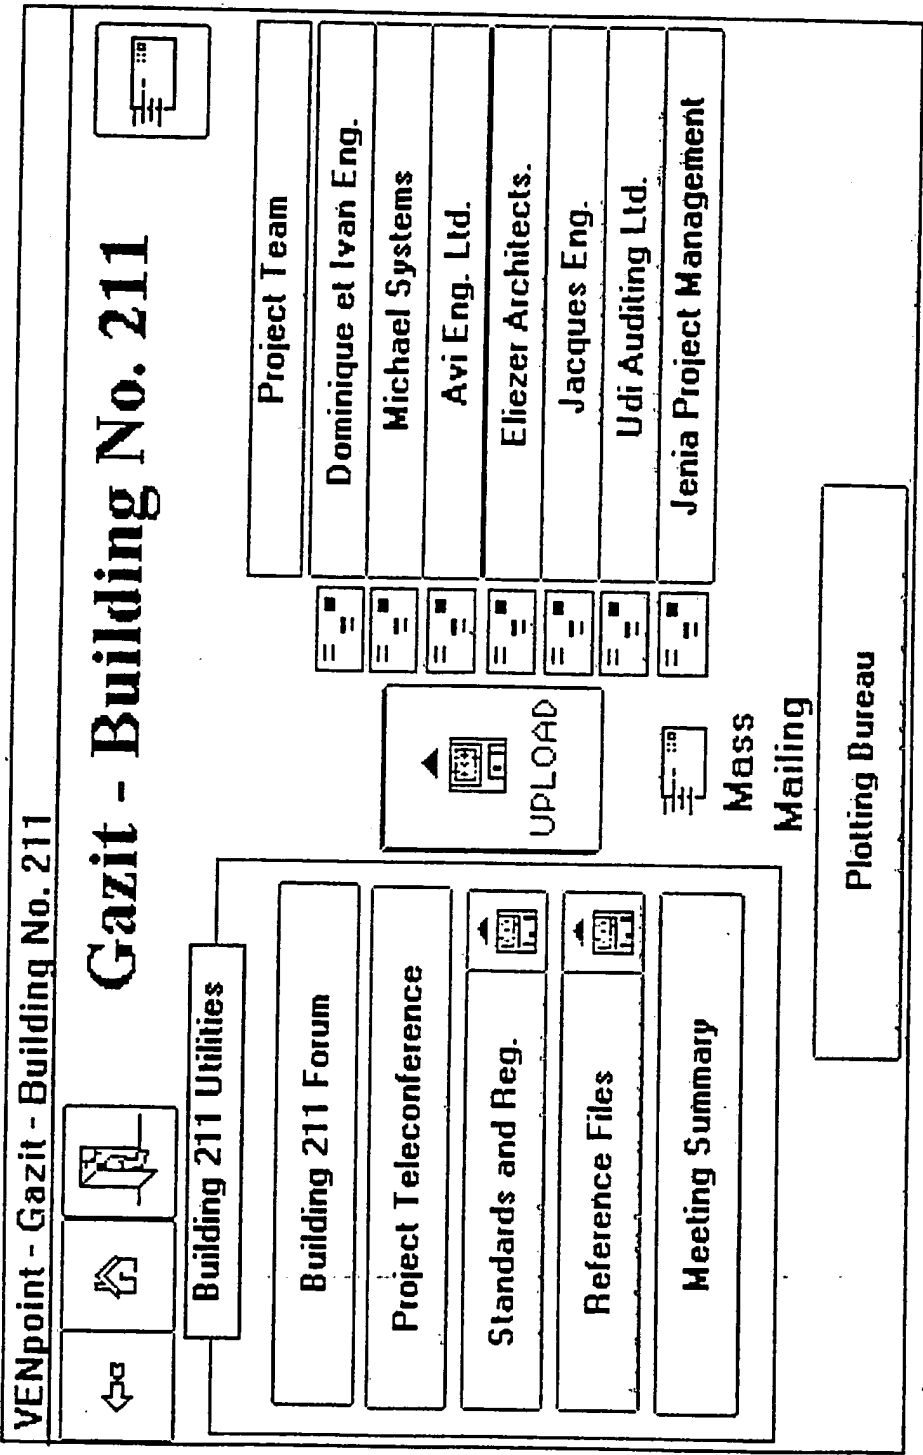 VENpoint - Gazit - Building No. 211
Gazit - Building No. 211
Building 211 Utilities
Building 211 Forum
Project Teleconference
Standards and Reg.
Reference Files
Meeting Summary
UPLOAD
Mass
Mailing
Project Team
Dominique et Ivan Eng.
Michael Systems
Avi Eng. Ltd.
Eliezer Architects.
Jacques Eng.
Udi Auditing Ltd.
Jenia Project Management
Plotting Bureau